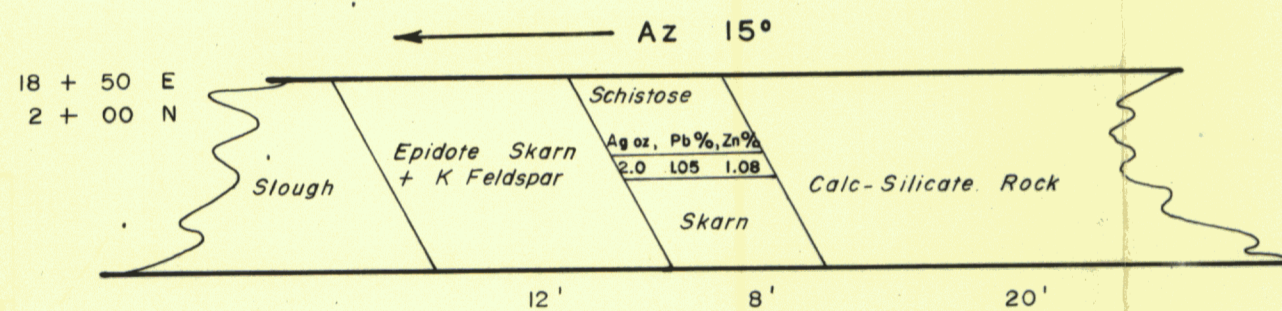 Az 15°
18 + 50 E
2 + 00 N
Slough
Epidote Skarn
+ K Feldspar
Schistose
Ag oz, Pb%, Zn%
2.0 1.05 1.08
Skarn
Calc-Silicate Rock
12' 8' 20'